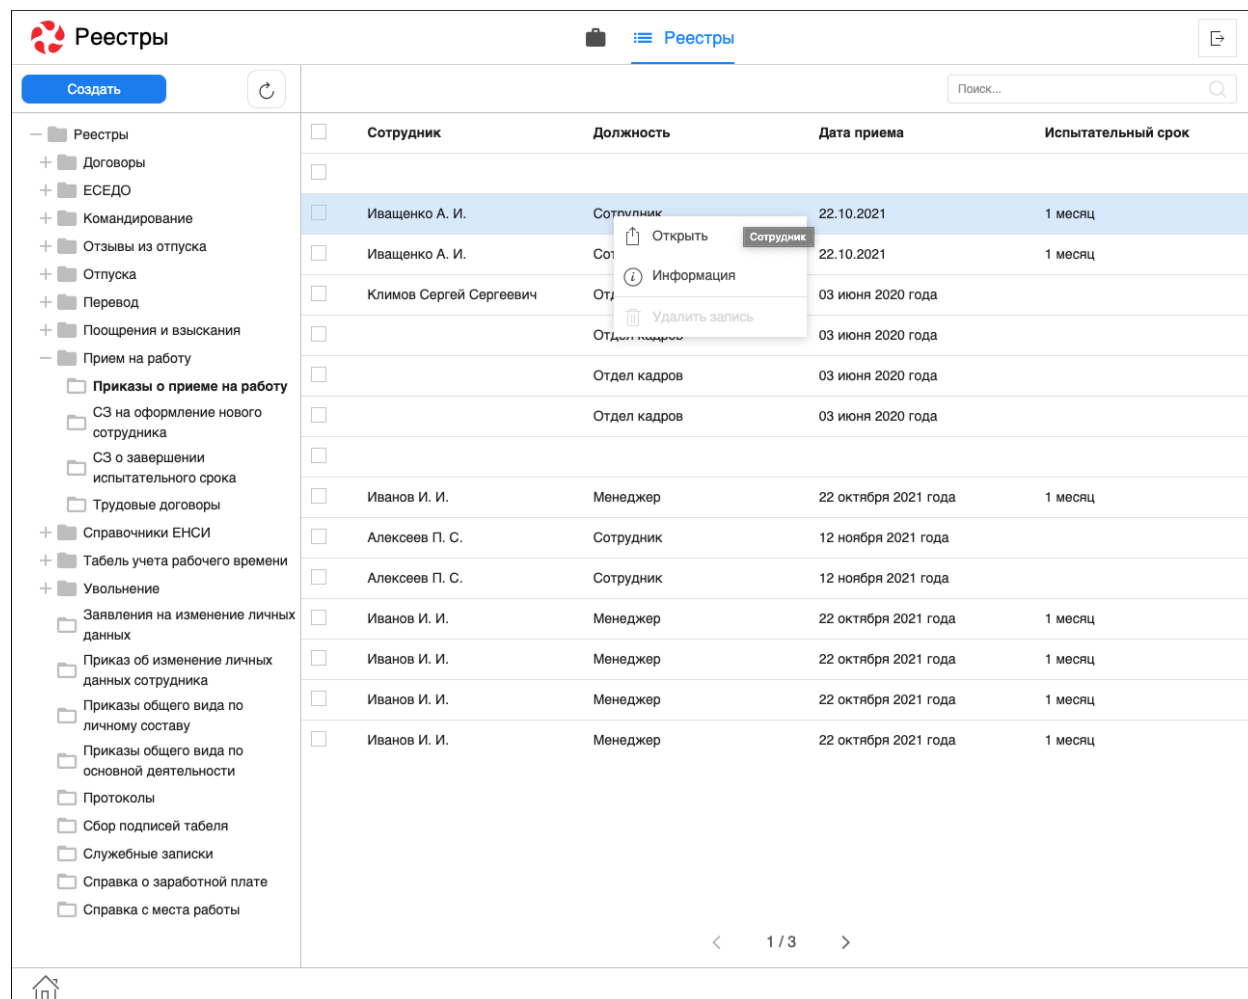 Реестры
Реестры
Создать
Поиск...
Реестры
Договоры
ЕСЕДО
Командирование
Отзывы из отпуска
Отпуска
Перевод
Поощрения и взыскания
Прием на работу
Приказы о приеме на работу
СЗ на оформление нового
сотрудника
СЗ о завершении
испытательного срока
Трудовые договоры
Справочники ЕНСИ
Табель учета рабочего времени
Увольнение
Заявления на изменение личных
данных
Приказ об изменение личных
данных сотрудника
Приказы общего вида по
личному составу
Приказы общего вида по
основной деятельности
Протоколы
Сбор подписей табеля
Служебные записки
Справка о заработной плате
Справка с места работы
Сотрудник Должность Дата приема Испытательный срок
Иващенко А. И. Сотрудник 22.10.2021 1 месяц
Иващенко А. И. 22.10.2021 1 месяц
Климов Сергей Сергеевич 03 июня 2020 года
Отдел кадров 03 июня 2020 года
Отдел кадров 03 июня 2020 года
Отдел кадров 03 июня 2020 года
Иванов И. И. Менеджер 22 октября 2021 года 1 месяц
Алексеев П. С. Сотрудник 12 ноября 2021 года
Алексеев П. С. Сотрудник 12 ноября 2021 года
Иванов И. И. Менеджер 22 октября 2021 года 1 месяц
Иванов И. И. Менеджер 22 октября 2021 года 1 месяц
Иванов И. И. Менеджер 22 октября 2021 года 1 месяц
Иванов И. И. Менеджер 22 октября 2021 года 1 месяц
Открыть
Сотрудник
Информация
Удалить запись
1 / 3